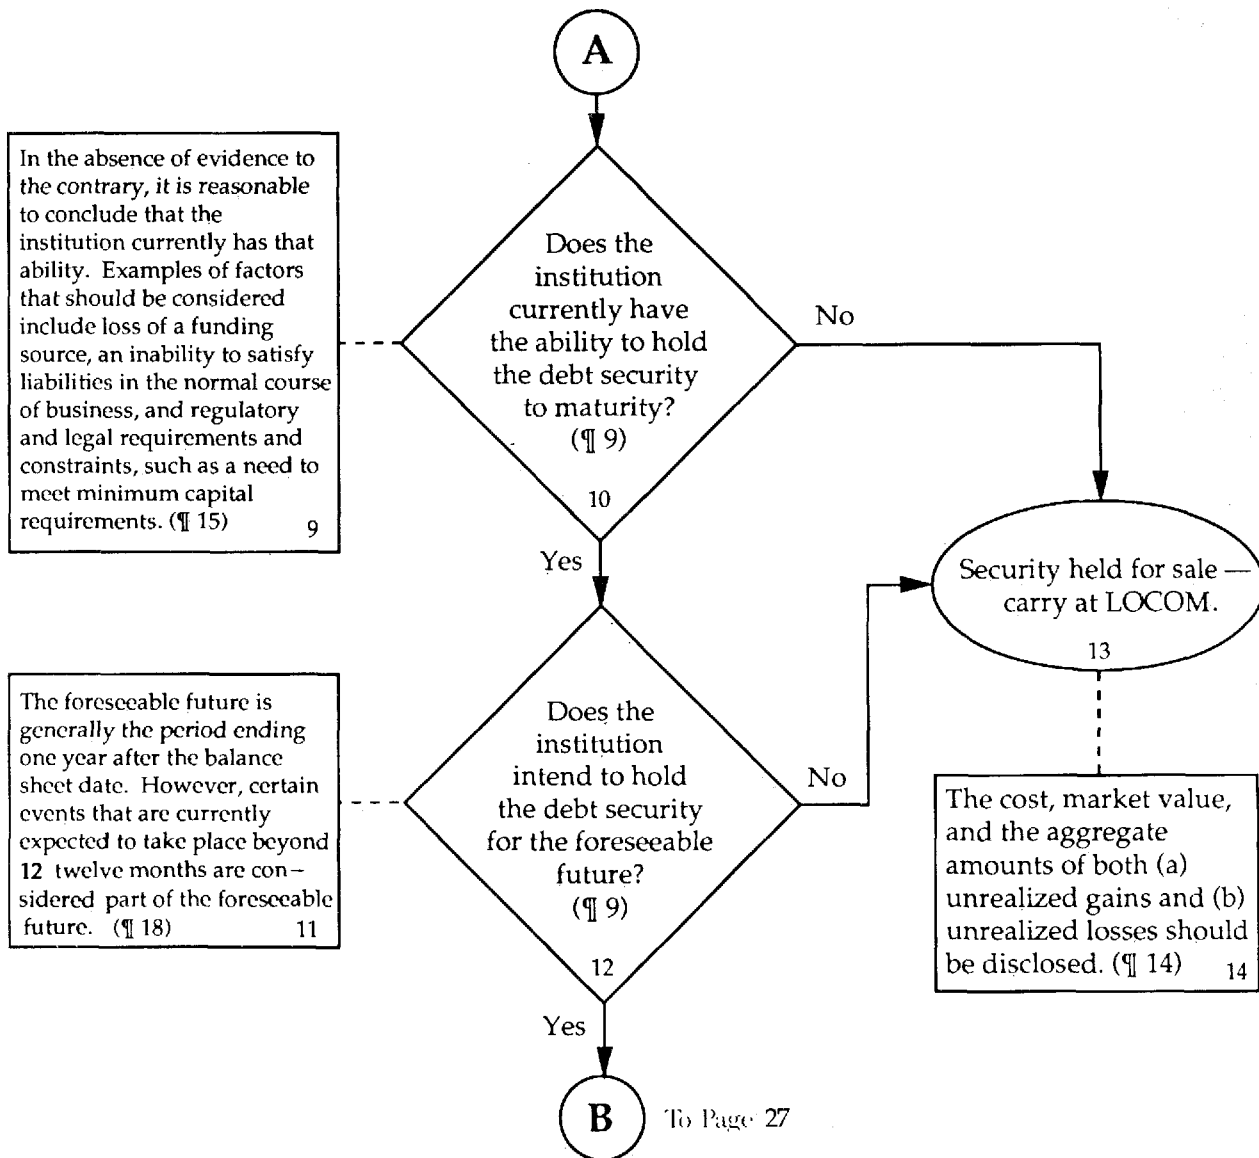 A
In the absence of evidence to
the contrary, it is reasonable
to conclude that the
institution currently has that
ability. Examples of factors
that should be considered
include loss of a funding
source, an inability to satisfy
liabilities in the normal course
of business, and regulatory
and legal requirements and
constraints, such as a need to
meet minimum capital
requirements. (¶ 15)
9
Does the
institution
currently have
the ability to hold
the debt security
to maturity?
(¶ 9)
10
No
Yes
Security held for sale —
carry at LOCOM.
13
The foreseeable future is
generally the period ending
one year after the balance
sheet date. However, certain
events that are currently
expected to take place beyond
12 twelve months are con–
sidered part of the foreseeable
future. (¶ 18)
11
Does the
institution
intend to hold
the debt security
for the foreseeable
future?
(¶ 9)
12
No
Yes
The cost, market value,
and the aggregate
amounts of both (a)
unrealized gains and (b)
unrealized losses should
be disclosed. (¶ 14)
14
B
To Page 27